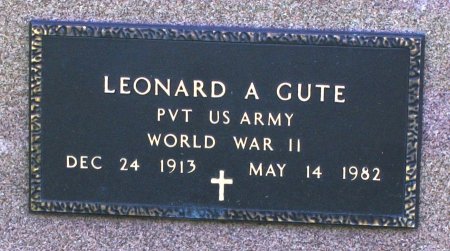 LEONARD A GUTE
PVT US ARMY
WORLD WAR II
DEC 24 1913 MAY 14 1982